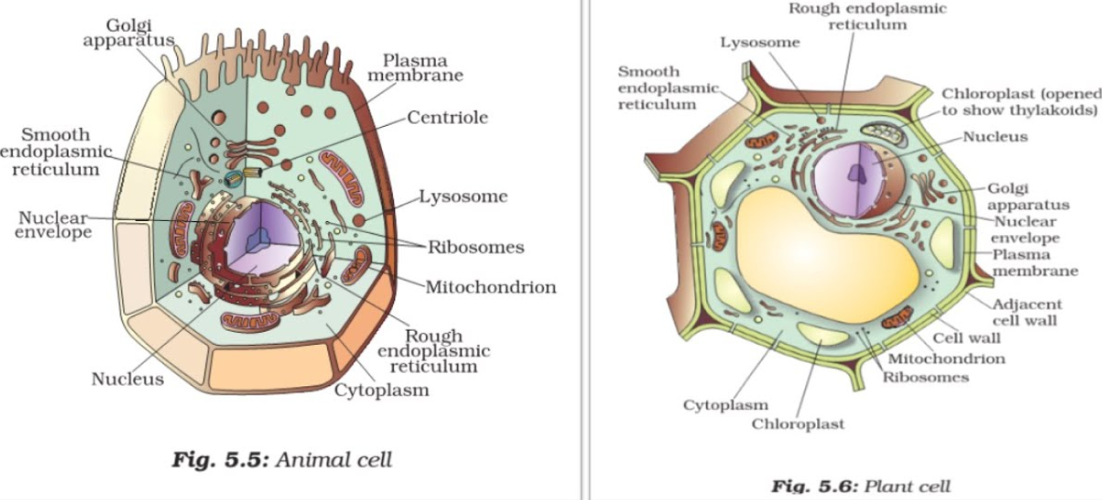 Golgi
apparatus
Plasma
membrane
Centriole
Smooth
endoplasmic
reticulum
Lysosome
Nuclear
envelope
Ribosomes
Mitochondrion
Rough
endoplasmic
reticulum
Nucleus
Cytoplasm
Fig. 5.5: Animal cell
Rough endoplasmic
reticulum
Lysosome
Smooth
endoplasmic
reticulum
Chloroplast (opened
to show thylakoids)
Nucleus
Golgi
apparatus
Nuclear
envelope
Plasma
membrane
Adjacent
cell wall
Cell wall
Mitochondrion
Ribosomes
Cytoplasm
Chloroplast
Fig. 5.6: Plant cell